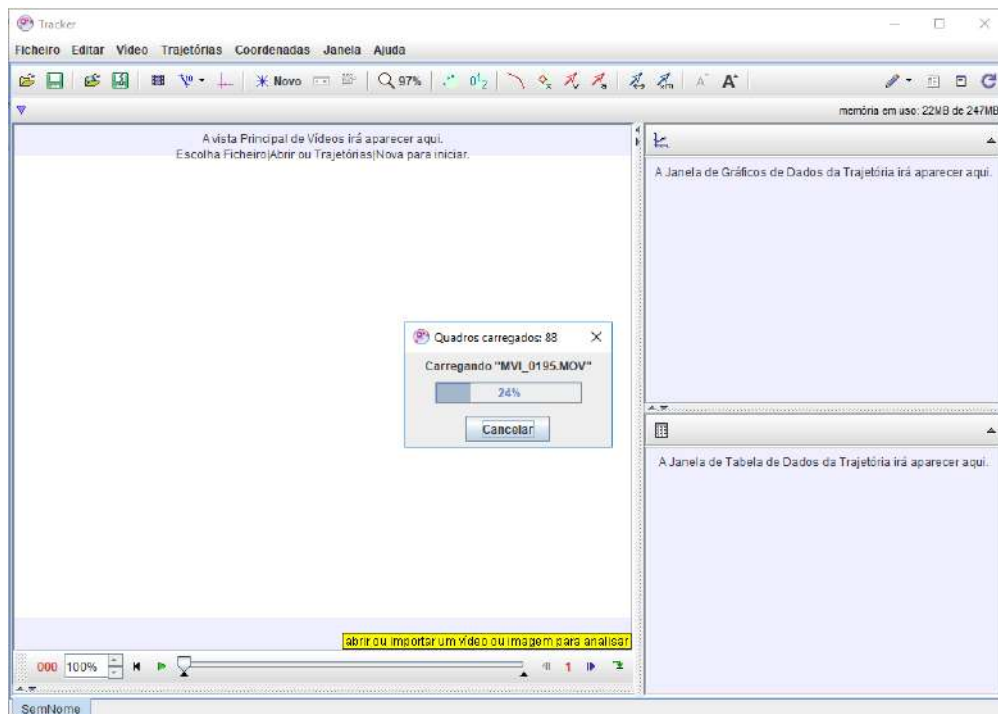 Tracker
Ficheiro Editar Vídeo Trajetórias Coordenadas Janela Ajuda
Novo 97%
memória em uso: 22MB de 247MB
A vista Principal de Vídeos irá aparecer aqui.
Escolha Ficheiro|Abrir ou Trajetórias|Nova para iniciar.
A Janela de Gráficos de Dados da Trajetória irá aparecer aqui.
Quadros carregados: 88
Carregando "MVI_0195.MOV"
24%
Cancelar
A Janela de Tabela de Dados da Trajetória irá aparecer aqui.
abrir ou importar um vídeo ou imagem para analisar
000 100% 1
SemNome